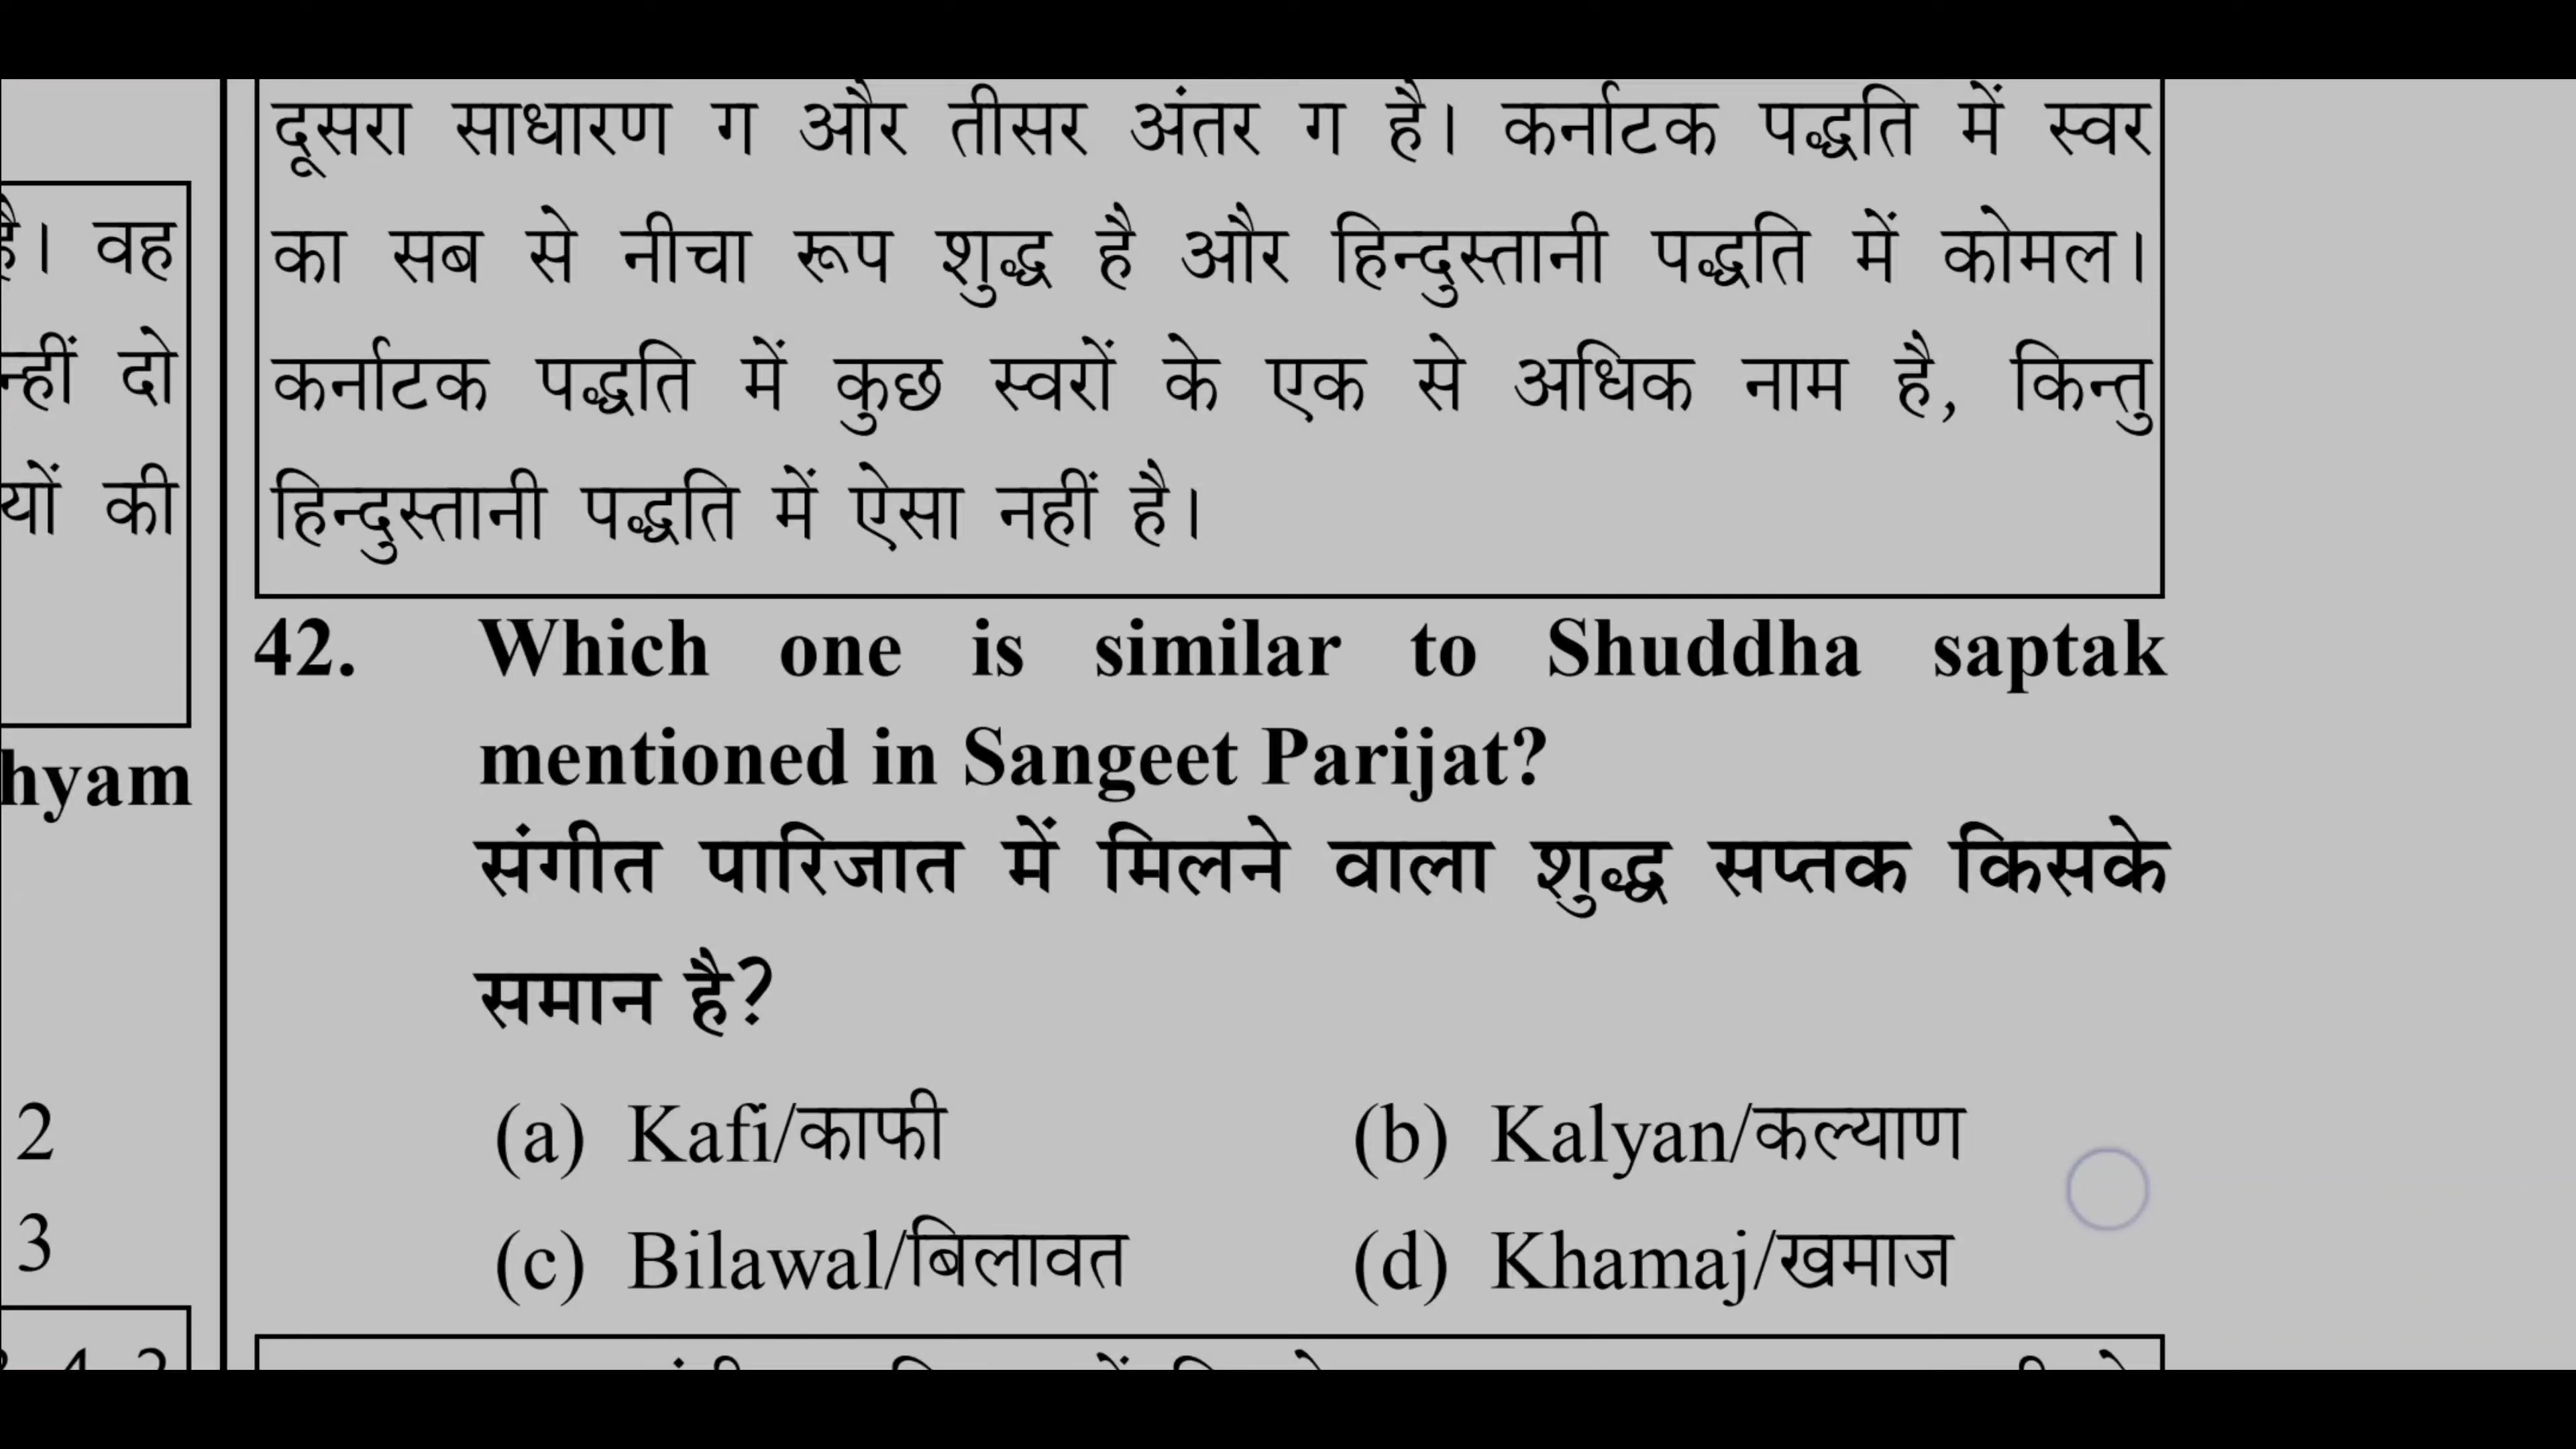 है। वह
न्हीं दो
यों की
hyam
2
3
दूसरा साधारण ग और तीसर अंतर ग है। कर्नाटक पद्धति में स्वर
का सब से नीचा रूप शुद्ध है और हिन्दुस्तानी पद्धति में कोमल।
कर्नाटक पद्धति में कुछ स्वरों के एक से अधिक नाम है, किन्तु
हिन्दुस्तानी पद्धति में ऐसा नहीं है।
42. Which one is similar to Shuddha saptak
mentioned in Sangeet Parijat?
संगीत पारिजात में मिलने वाला शुद्ध सप्तक किसके
समान है?
(a) Kafi/काफी (b) Kalyan/कल्याण
(c) Bilawal/बिलावत (d) Khamaj/खमाज